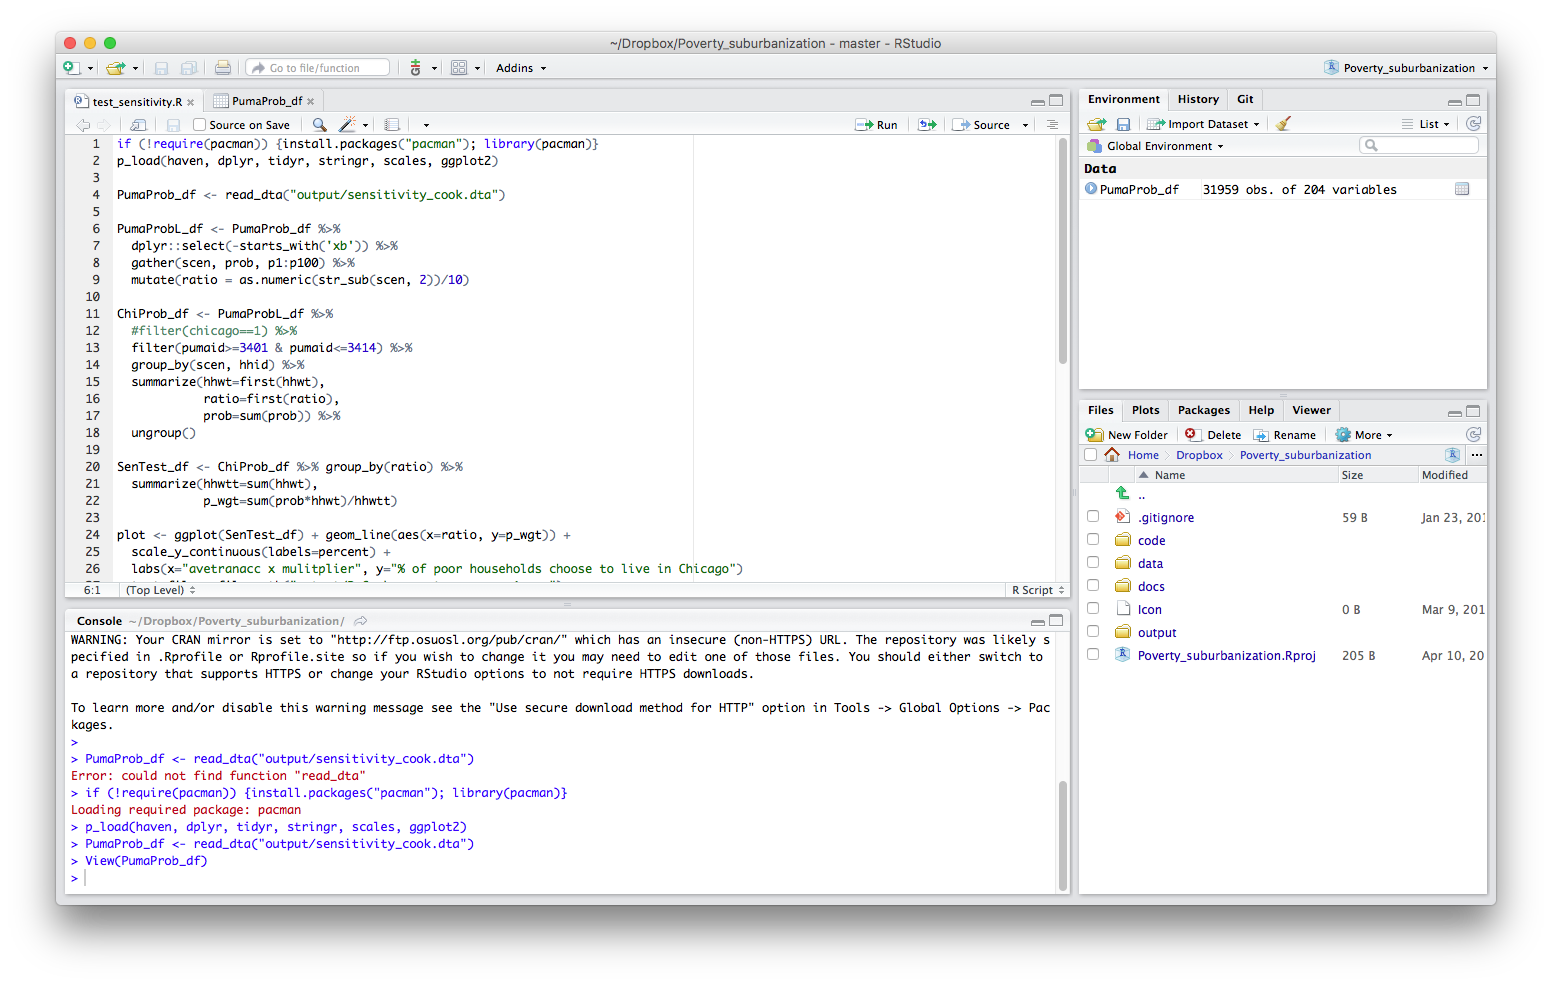 ~/Dropbox/Poverty_suburbanization - master - RStudio
Go to file/function
Addins
Poverty_suburbanization
test_sensitivity.R
PumaProb_df
Source on Save
Run
Source
1 if (!require(pacman)) {install.packages("pacman"); library(pacman)}
2 p_load(haven, dplyr, tidyr, stringr, scales, ggplot2)
3
4 PumaProb_df <- read_dta("output/sensitivity_cook.dta")
5
6 PumaProbL_df <- PumaProb_df %>%
7   dplyr::select(-starts_with('xb')) %>%
8   gather(scen, prob, p1:p100) %>%
9   mutate(ratio = as.numeric(str_sub(scen, 2))/10)
10
11 ChiProb_df <- PumaProbL_df %>%
12   #filter(chicago==1) %>%
13   filter(pumaid>=3401 & pumaid<=3414) %>%
14   group_by(scen, hhid) %>%
15   summarize(hhwt=first(hhwt),
16             ratio=first(ratio),
17             prob=sum(prob)) %>%
18   ungroup()
19
20 SenTest_df <- ChiProb_df %>% group_by(ratio) %>%
21   summarize(hhwtt=sum(hhwt),
22             p_wgt=sum(prob*hhwt)/hhwtt)
23
24 plot <- ggplot(SenTest_df) + geom_line(aes(x=ratio, y=p_wgt)) +
25   scale_y_continuous(labels=percent) +
26   labs(x="avetranacc x mulitplier", y="% of poor households choose to live in Chicago")
6:1 (Top Level) R Script
Console ~/Dropbox/Poverty_suburbanization/
WARNING: Your CRAN mirror is set to "http://ftp.osuosl.org/pub/cran/" which has an insecure (non-HTTPS) URL. The repository was likely s
pecified in .Rprofile or Rprofile.site so if you wish to change it you may need to edit one of those files. You should either switch to
a repository that supports HTTPS or change your RStudio options to not require HTTPS downloads.
To learn more and/or disable this warning message see the "Use secure download method for HTTP" option in Tools -> Global Options -> Pac
kages.
>
> PumaProb_df <- read_dta("output/sensitivity_cook.dta")
Error: could not find function "read_dta"
> if (!require(pacman)) {install.packages("pacman"); library(pacman)}
Loading required package: pacman
> p_load(haven, dplyr, tidyr, stringr, scales, ggplot2)
> PumaProb_df <- read_dta("output/sensitivity_cook.dta")
> View(PumaProb_df)
>
Environment History Git
Import Dataset List
Global Environment
Data
PumaProb_df 31959 obs. of 204 variables
Files Plots Packages Help Viewer
New Folder Delete Rename More
Home Dropbox Poverty_suburbanization ...
Name Size Modified
..
.gitignore 59 B Jan 23, 201
code
data
docs
Icon 0 B Mar 9, 201
output
Poverty_suburbanization.Rproj 205 B Apr 10, 20